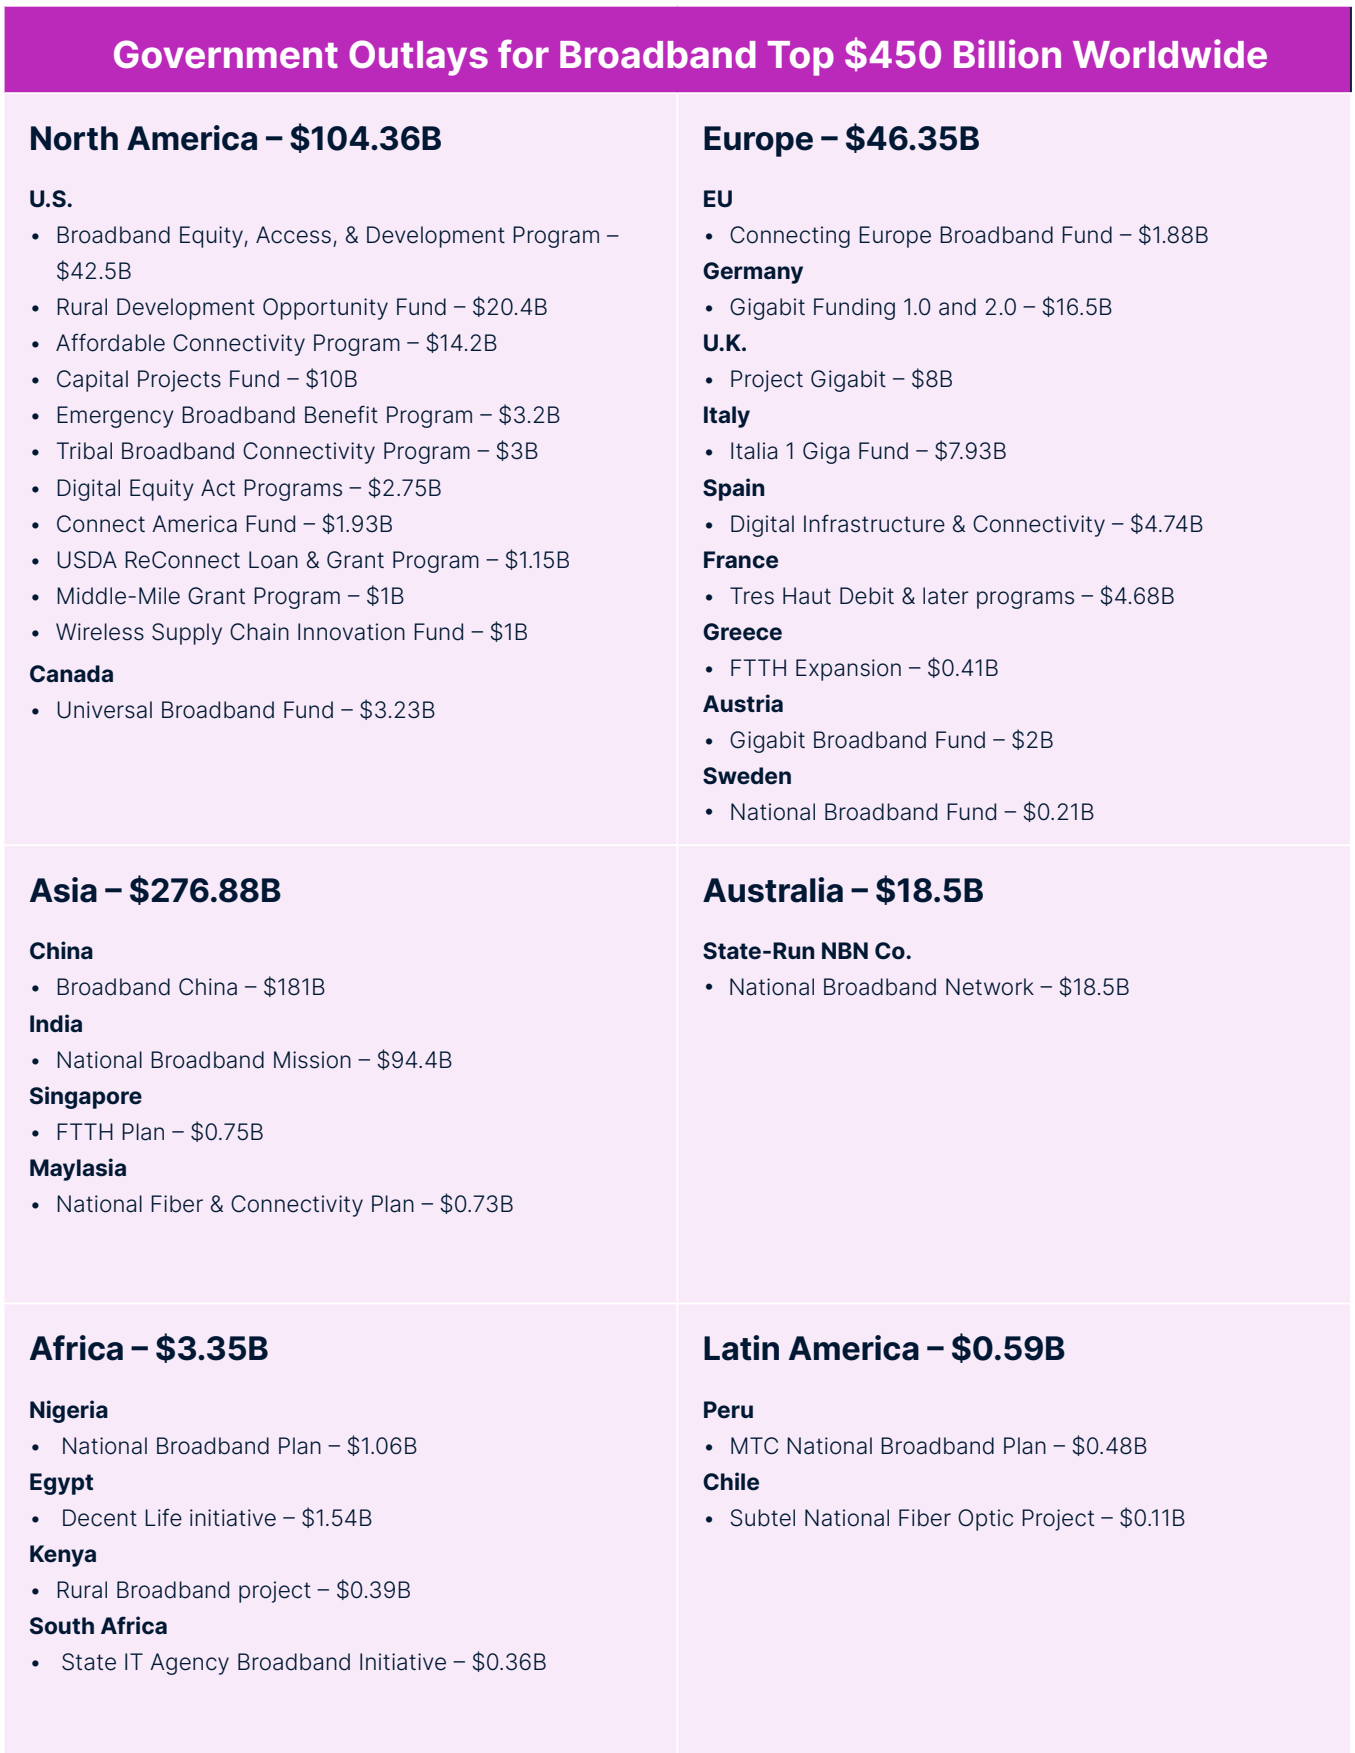 Government Outlays for Broadband Top $450 Billion Worldwide
North America – $104.36B
U.S.
• Broadband Equity, Access, & Development Program –
$42.5B
• Rural Development Opportunity Fund – $20.4B
• Affordable Connectivity Program – $14.2B
• Capital Projects Fund – $10B
• Emergency Broadband Benefit Program – $3.2B
• Tribal Broadband Connectivity Program – $3B
• Digital Equity Act Programs – $2.75B
• Connect America Fund – $1.93B
• USDA ReConnect Loan & Grant Program – $1.15B
• Middle-Mile Grant Program – $1B
• Wireless Supply Chain Innovation Fund – $1B
Canada
• Universal Broadband Fund – $3.23B
Europe – $46.35B
EU
• Connecting Europe Broadband Fund – $1.88B
Germany
• Gigabit Funding 1.0 and 2.0 – $16.5B
U.K.
• Project Gigabit – $8B
Italy
• Italia 1 Giga Fund – $7.93B
Spain
• Digital Infrastructure & Connectivity – $4.74B
France
• Tres Haut Debit & later programs – $4.68B
Greece
• FTTH Expansion – $0.41B
Austria
• Gigabit Broadband Fund – $2B
Sweden
• National Broadband Fund – $0.21B
Asia – $276.88B
China
• Broadband China – $181B
India
• National Broadband Mission – $94.4B
Singapore
• FTTH Plan – $0.75B
Maylasia
• National Fiber & Connectivity Plan – $0.73B
Australia – $18.5B
State-Run NBN Co.
• National Broadband Network – $18.5B
Africa – $3.35B
Nigeria
• National Broadband Plan – $1.06B
Egypt
• Decent Life initiative – $1.54B
Kenya
• Rural Broadband project – $0.39B
South Africa
• State IT Agency Broadband Initiative – $0.36B
Latin America – $0.59B
Peru
• MTC National Broadband Plan – $0.48B
Chile
• Subtel National Fiber Optic Project – $0.11B